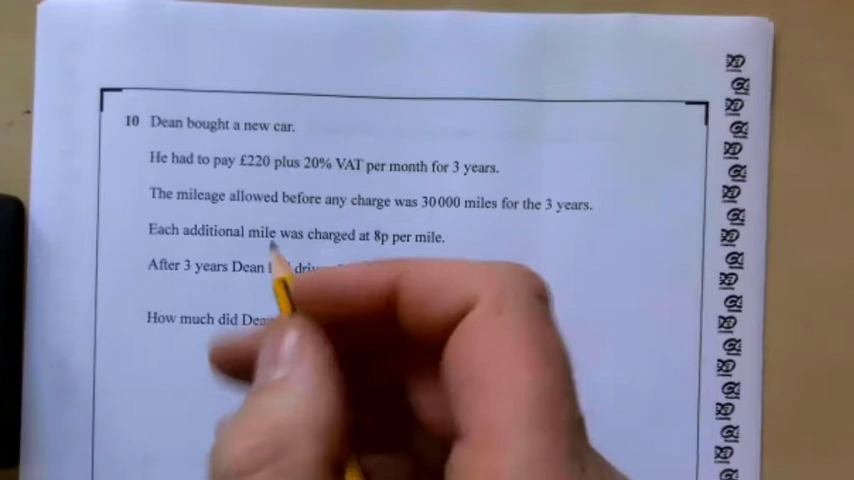 10 Dean bought a new car.
He had to pay £220 plus 20% VAT per month for 3 years.
The mileage allowed before any charge was 30 000 miles for the 3 years.
Each additional mile was charged at 8p per mile.
After 3 years Dean
How much did